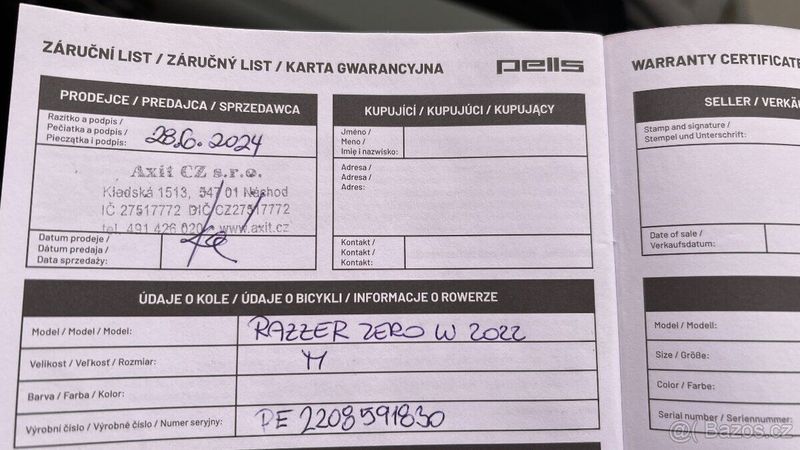 ZÁRUČNÍ LIST / ZÁRUČNÝ LIST / KARTA GWARANCYJNA
pells
PRODEJCE / PREDAJCA / SPRZEDAWCA
Razítko a podpis /
Pečiatka a podpis /
Pieczątka i podpis:
28.6. 2024
Axit CZ s.r.o.
Kladská 1513, 547 01 Náchod
IČ 27517772 DIČ CZ27517772
tel. 491 426 020, www.axit.cz
Datum prodeje /
Dátum predaja /
Data sprzedaży:
KUPUJÍCÍ / KUPUJÚCI / KUPUJĄCY
Jméno /
Meno /
Imię i nazwisko:
Adresa /
Adresa /
Adres:
Kontakt /
Kontakt /
Kontakt:
ÚDAJE O KOLE / ÚDAJE O BICYKLI / INFORMACJE O ROWERZE
Model / Model / Model:
RAZZER ZERO W 2022
Velikost / Veľkosť / Rozmiar:
M
Barva / Farba / Kolor:
Výrobní číslo / Výrobné číslo / Numer seryjny:
PE 2208591830
WARRANTY CERTIFICATE
SELLER / VERKÄ
Stamp and signature /
Stempel und Unterschrift:
Date of sale /
Verkaufsdatum:
Model / Modell:
Size / Größe:
Color / Farbe:
Serial number / Seriennummer:
Bazos.cz